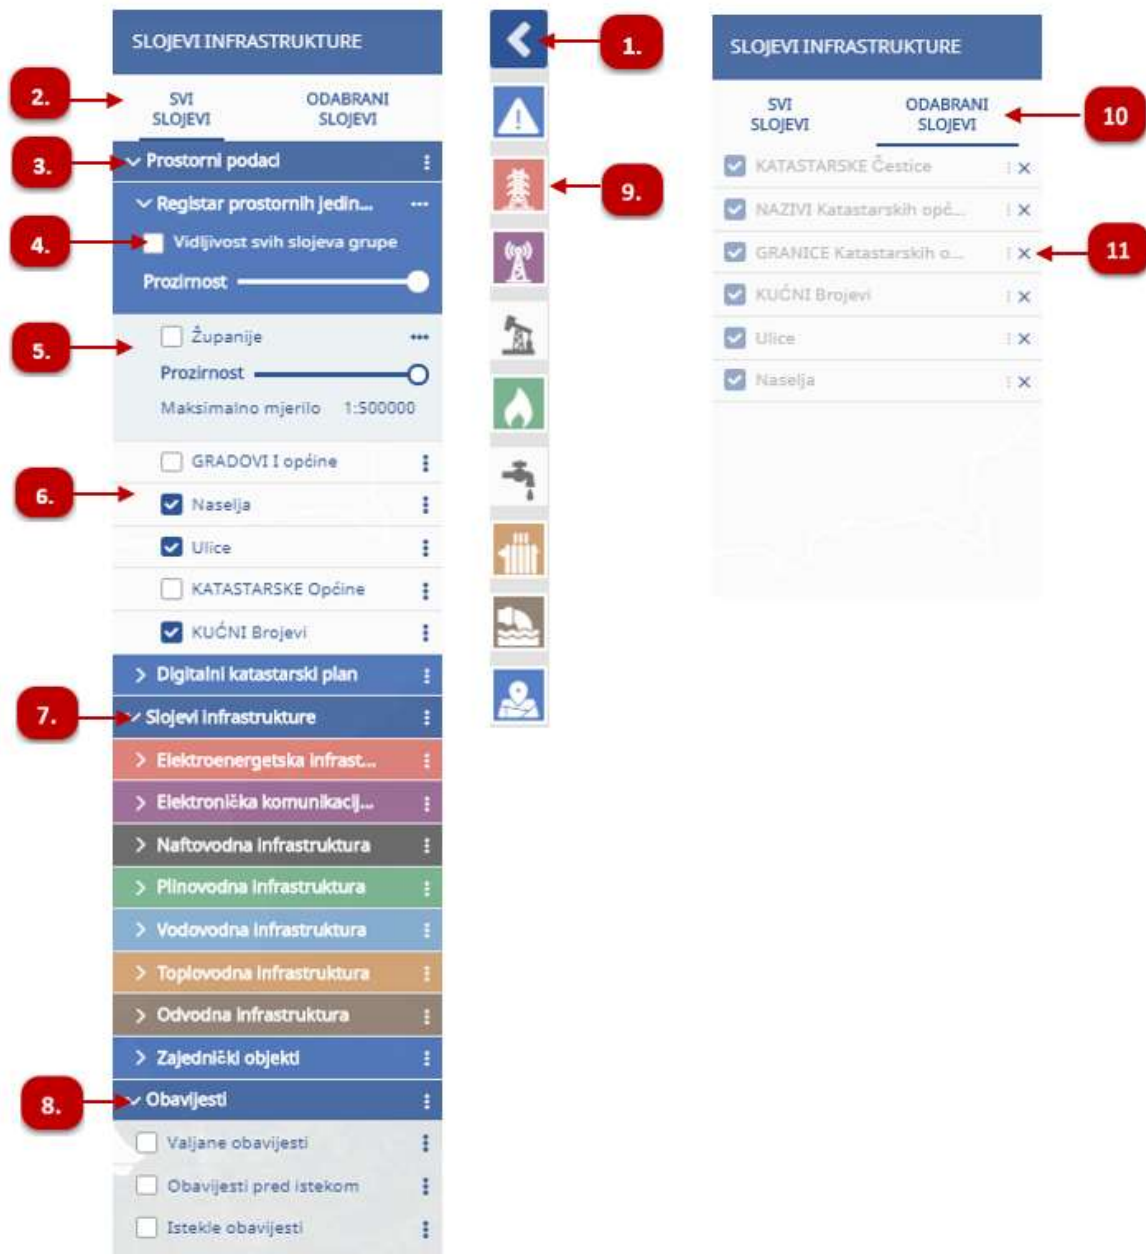 SLOJEVI INFRASTRUKTURE
2.
SVI
SLOJEVI
ODABRANI
SLOJEVI
3.
Prostorni podaci
Registar prostornih jedin...
4.
Vidljivost svih slojeva grupe
Prozirnost
5.
Županije
Prozirnost
Maksimalno mjerilo 1:500000
GRADOVI I općine
6.
Naselja
Ulice
KATASTARSKE Općine
KUĆNI Brojevi
Digitalni katastarski plan
7.
Slojevi infrastrukture
Elektroenergetska infrast...
Elektronička komunikacij...
Naftovodna infrastruktura
Plinovodna infrastruktura
Vodovodna infrastruktura
Toplovodna infrastruktura
Odvodna infrastruktura
Zajednički objekti
8.
Obavijesti
Valjane obavijesti
Obavijesti pred istekom
Istekle obavijesti
1.
9.
SLOJEVI INFRASTRUKTURE
SVI
SLOJEVI
ODABRANI
SLOJEVI
10
KATASTARSKE Čestice
NAZIVI Katastarskih opć...
GRANICE Katastarskih o...
11
KUĆNI Brojevi
Ulice
Naselja